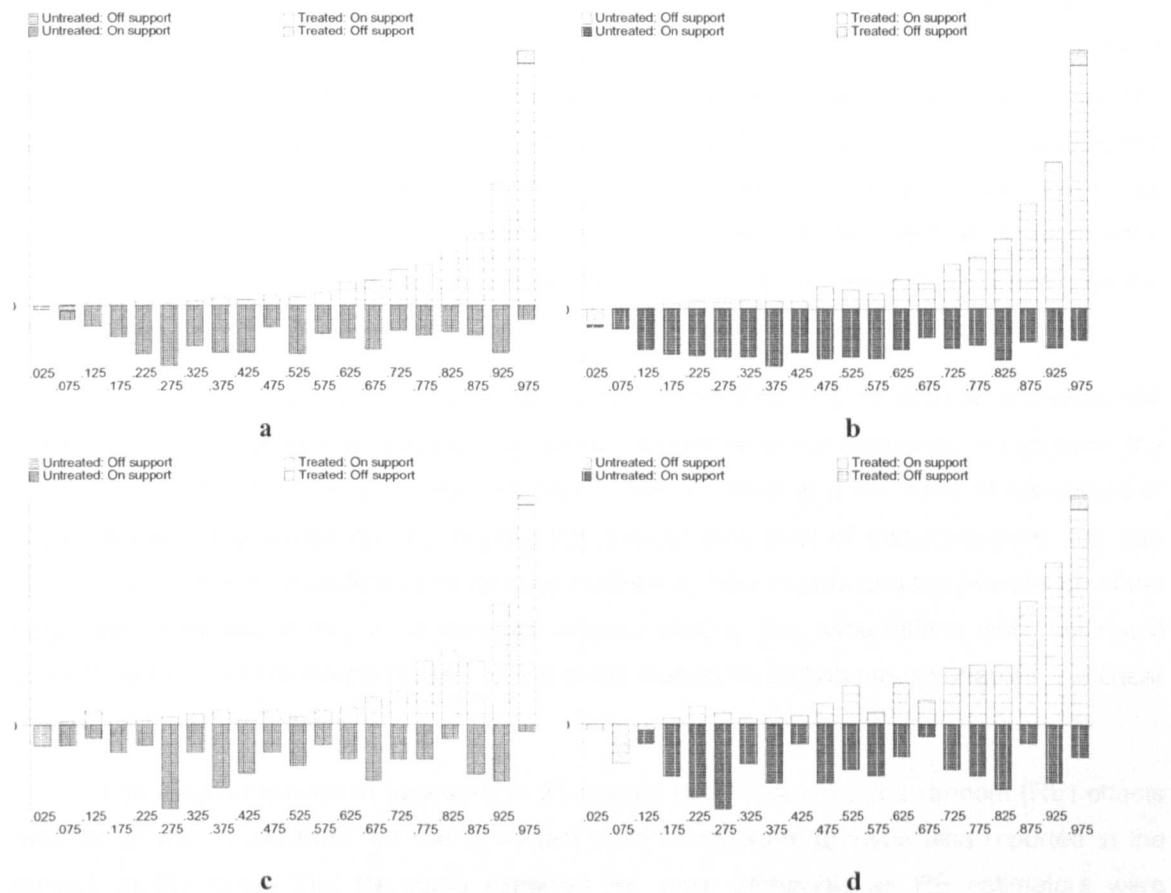 Untreated: Off support Treated: On support
Untreated: On support Treated: Off support
Untreated: Off support Treated: On support
Untreated: On support Treated: Off support
0
0
.025 .125 .225 .325 .425 .525 .625 .725 .825 .925
.075 .175 .275 .375 .475 .575 .675 .775 .875 .975
.025 .125 .225 .325 .425 .525 .625 .725 .825 .925
.075 .175 .275 .375 .475 .575 .675 .775 .875 .975
a
b
Untreated: Off support Treated: On support
Untreated: On support Treated: Off support
Untreated: Off support Treated: On support
Untreated: On support Treated: Off support
0
0
.025 .125 .225 .325 .425 .525 .625 .725 .825 .925
.075 .175 .275 .375 .475 .575 .675 .775 .875 .975
.025 .125 .225 .325 .425 .525 .625 .725 .825 .925
.075 .175 .275 .375 .475 .575 .675 .775 .875 .975
c
d